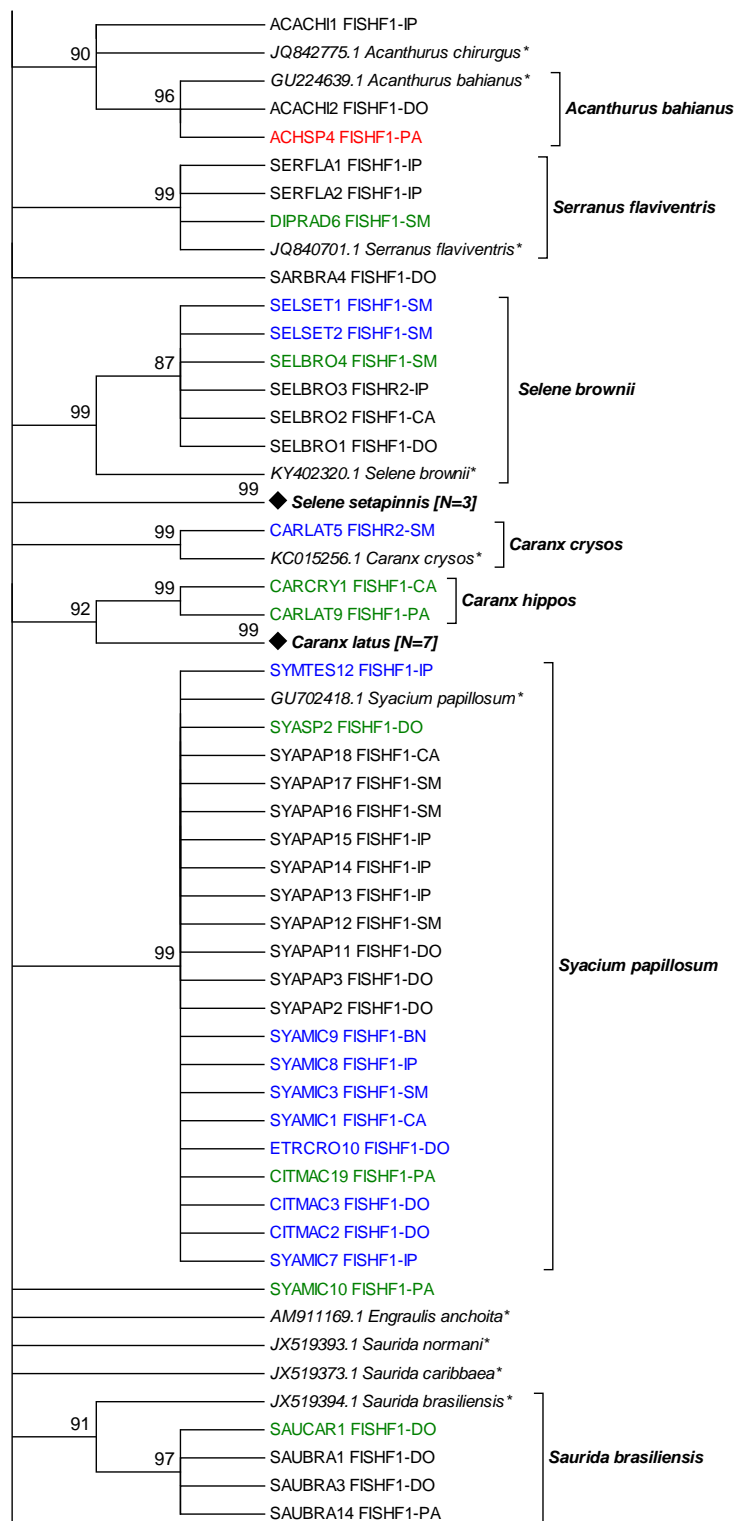 ACACHI1 FISHF1-IP
90
JQ842775.1 Acanthurus chirurgus*
GU224639.1 Acanthurus bahianus*
96
ACACHI2 FISHF1-DO
Acanthurus bahianus
ACHSP4 FISHF1-PA
SERFLA1 FISHF1-IP
99
SERFLA2 FISHF1-IP
Serranus flaviventris
DIPRAD6 FISHF1-SM
JQ840701.1 Serranus flaviventris*
SARBRA4 FISHF1-DO
SELSET1 FISHF1-SM
SELSET2 FISHF1-SM
87
SELBRO4 FISHF1-SM
Selene brownii
SELBRO3 FISHR2-IP
99
SELBRO2 FISHF1-CA
SELBRO1 FISHF1-DO
KY402320.1 Selene brownii*
99
Selene setapinnis [N=3]
99
CARLAT5 FISHR2-SM
Caranx crysos
KC015256.1 Caranx crysos*
99
CARCRY1 FISHF1-CA
Caranx hippos
92
CARLAT9 FISHF1-PA
99
Caranx latus [N=7]
SYMTES12 FISHF1-IP
GU702418.1 Syacium papillosum*
SYASP2 FISHF1-DO
SYAPAP18 FISHF1-CA
SYAPAP17 FISHF1-SM
SYAPAP16 FISHF1-SM
SYAPAP15 FISHF1-IP
SYAPAP14 FISHF1-IP
SYAPAP13 FISHF1-IP
SYAPAP12 FISHF1-SM
99
SYAPAP11 FISHF1-DO
Syacium papillosum
SYAPAP3 FISHF1-DO
SYAPAP2 FISHF1-DO
SYAMIC9 FISHF1-BN
SYAMIC8 FISHF1-IP
SYAMIC3 FISHF1-SM
SYAMIC1 FISHF1-CA
ETRCRO10 FISHF1-DO
CITMAC19 FISHF1-PA
CITMAC3 FISHF1-DO
CITMAC2 FISHF1-DO
SYAMIC7 FISHF1-IP
SYAMIC10 FISHF1-PA
AM911169.1 Engraulis anchoita*
JX519393.1 Saurida normani*
JX519373.1 Saurida caribbaea*
JX519394.1 Saurida brasiliensis*
91
SAUCAR1 FISHF1-DO
97
SAUBRA1 FISHF1-DO
Saurida brasiliensis
SAUBRA3 FISHF1-DO
SAUBRA14 FISHF1-PA